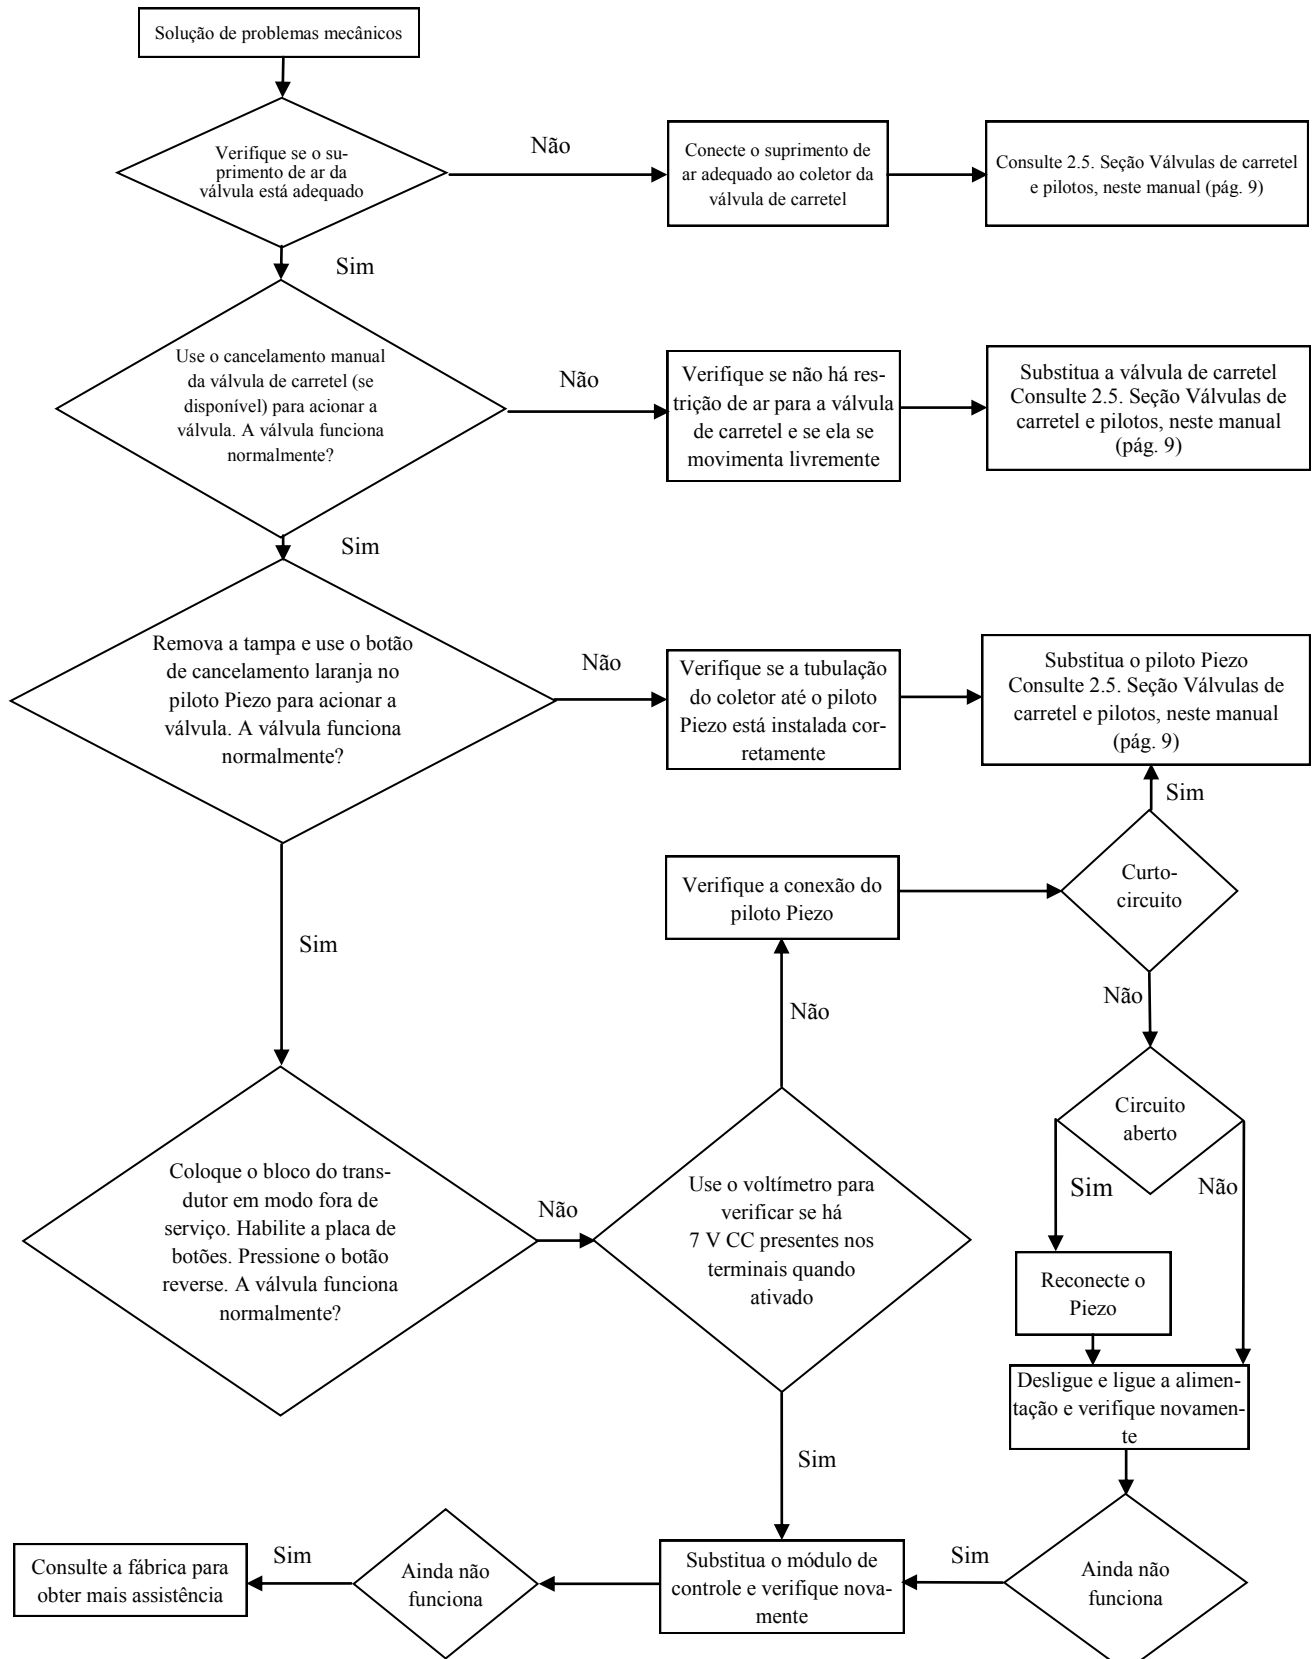 Solução de problemas mecânicos
Verifique se o su-
primento de ar da
válvula está adequado
Não
Conecte o suprimento de
ar adequado ao coletor da
válvula de carretel
Consulte 2.5. Seção Válvulas de carretel
e pilotos, neste manual (pág. 9)
Sim
Use o cancelamento manual
da válvula de carretel (se
disponível) para acionar a
válvula. A válvula funciona
normalmente?
Não
Verifique se não há res-
trição de ar para a válvula
de carretel e se ela se
movimenta livremente
Substitua a válvula de carretel
Consulte 2.5. Seção Válvulas de
carretel e pilotos, neste manual
(pág. 9)
Sim
Remova a tampa e use o botão
de cancelamento laranja no
piloto Piezo para acionar a
válvula. A válvula funciona
normalmente?
Não
Verifique se a tubulação
do coletor até o piloto
Piezo está instalada cor-
retamente
Substitua o piloto Piezo
Consulte 2.5. Seção Válvulas de
carretel e pilotos, neste manual
(pág. 9)
Sim
Verifique a conexão do
piloto Piezo
Curto-
circuito
Sim
Não
Não
Circuito
aberto
Sim
Não
Coloque o bloco do trans-
dutor em modo fora de
serviço. Habilite a placa de
botões. Pressione o botão
reverse. A válvula funciona
normalmente?
Não
Use o voltímetro para
verificar se há
7 V CC presentes nos
terminais quando
ativado
Reconecte o
Piezo
Desligue e ligue a alimen-
tação e verifique novamen-
te
Sim
Consulte a fábrica para
obter mais assistência
Sim
Ainda não
funciona
Substitua o módulo de
controle e verifique nova-
mente
Sim
Ainda não
funciona